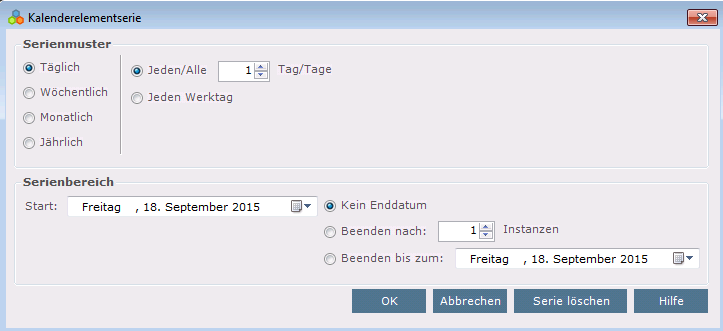 Kalenderelementserie
Serienmuster
Täglich
Wöchentlich
Monatlich
Jährlich
Jeden/Alle 1 Tag/Tage
Jeden Werktag
Serienbereich
Start: Freitag , 18. September 2015
Kein Enddatum
Beenden nach: 1 Instanzen
Beenden bis zum: Freitag , 18. September 2015
OK Abbrechen Serie löschen Hilfe